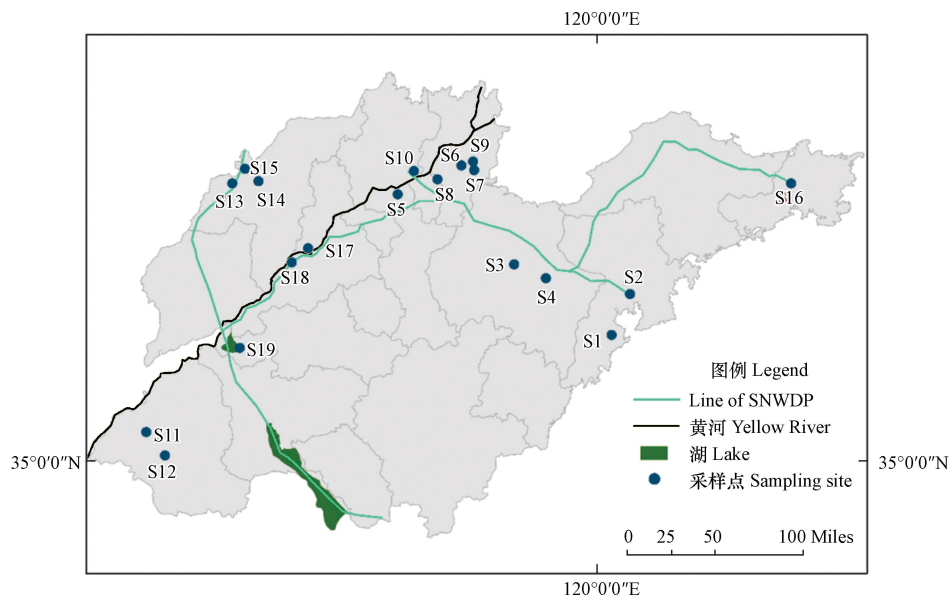 120°0′0″E
S15
S13
S14
S10
S6
S9
S7
S8
S5
S16
S17
S18
S3
S4
S2
S1
S19
图例 Legend
Line of SNWDP
黄河 Yellow River
湖 Lake
采样点 Sampling site
S11
S12
35°0′0″N
35°0′0″N
0 25 50 100 Miles
120°0′0″E